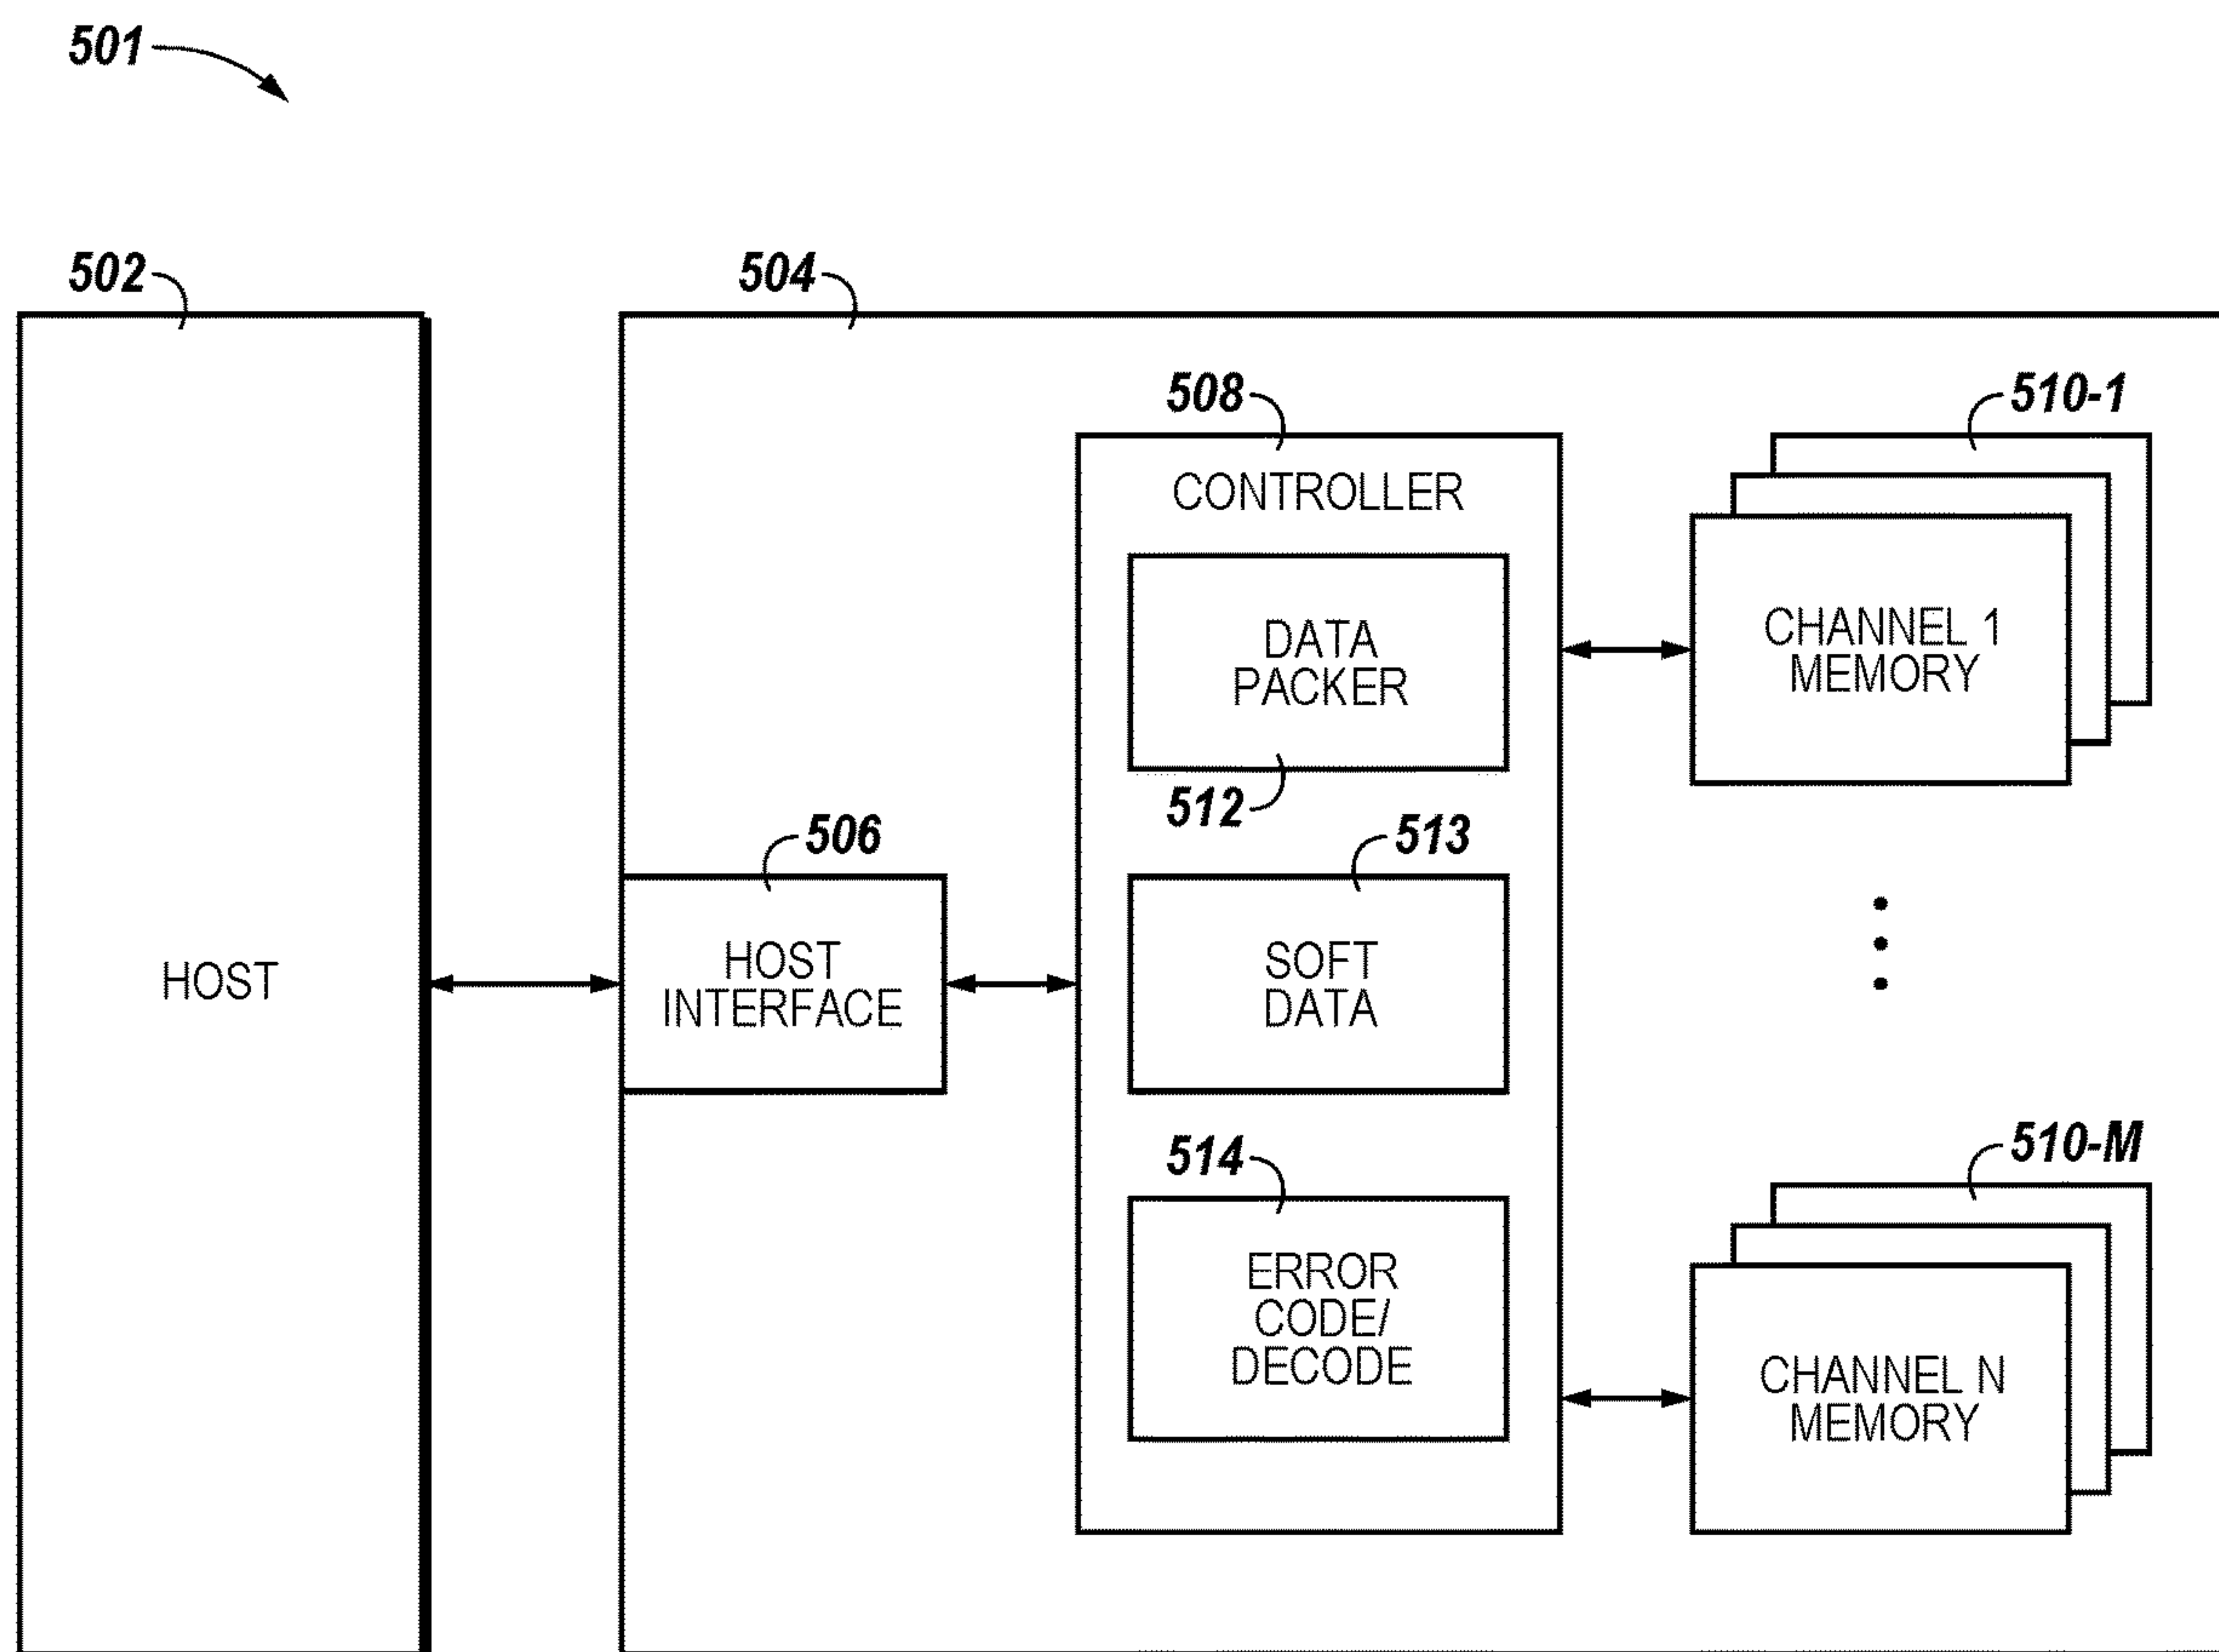 501
502
504
508
510-1
CONTROLLER
DATA
PACKER
CHANNEL 1
MEMORY
512
506
513
HOST
HOST
INTERFACE
SOFT
DATA
514
510-M
ERROR
CODE/
DECODE
CHANNEL N
MEMORY